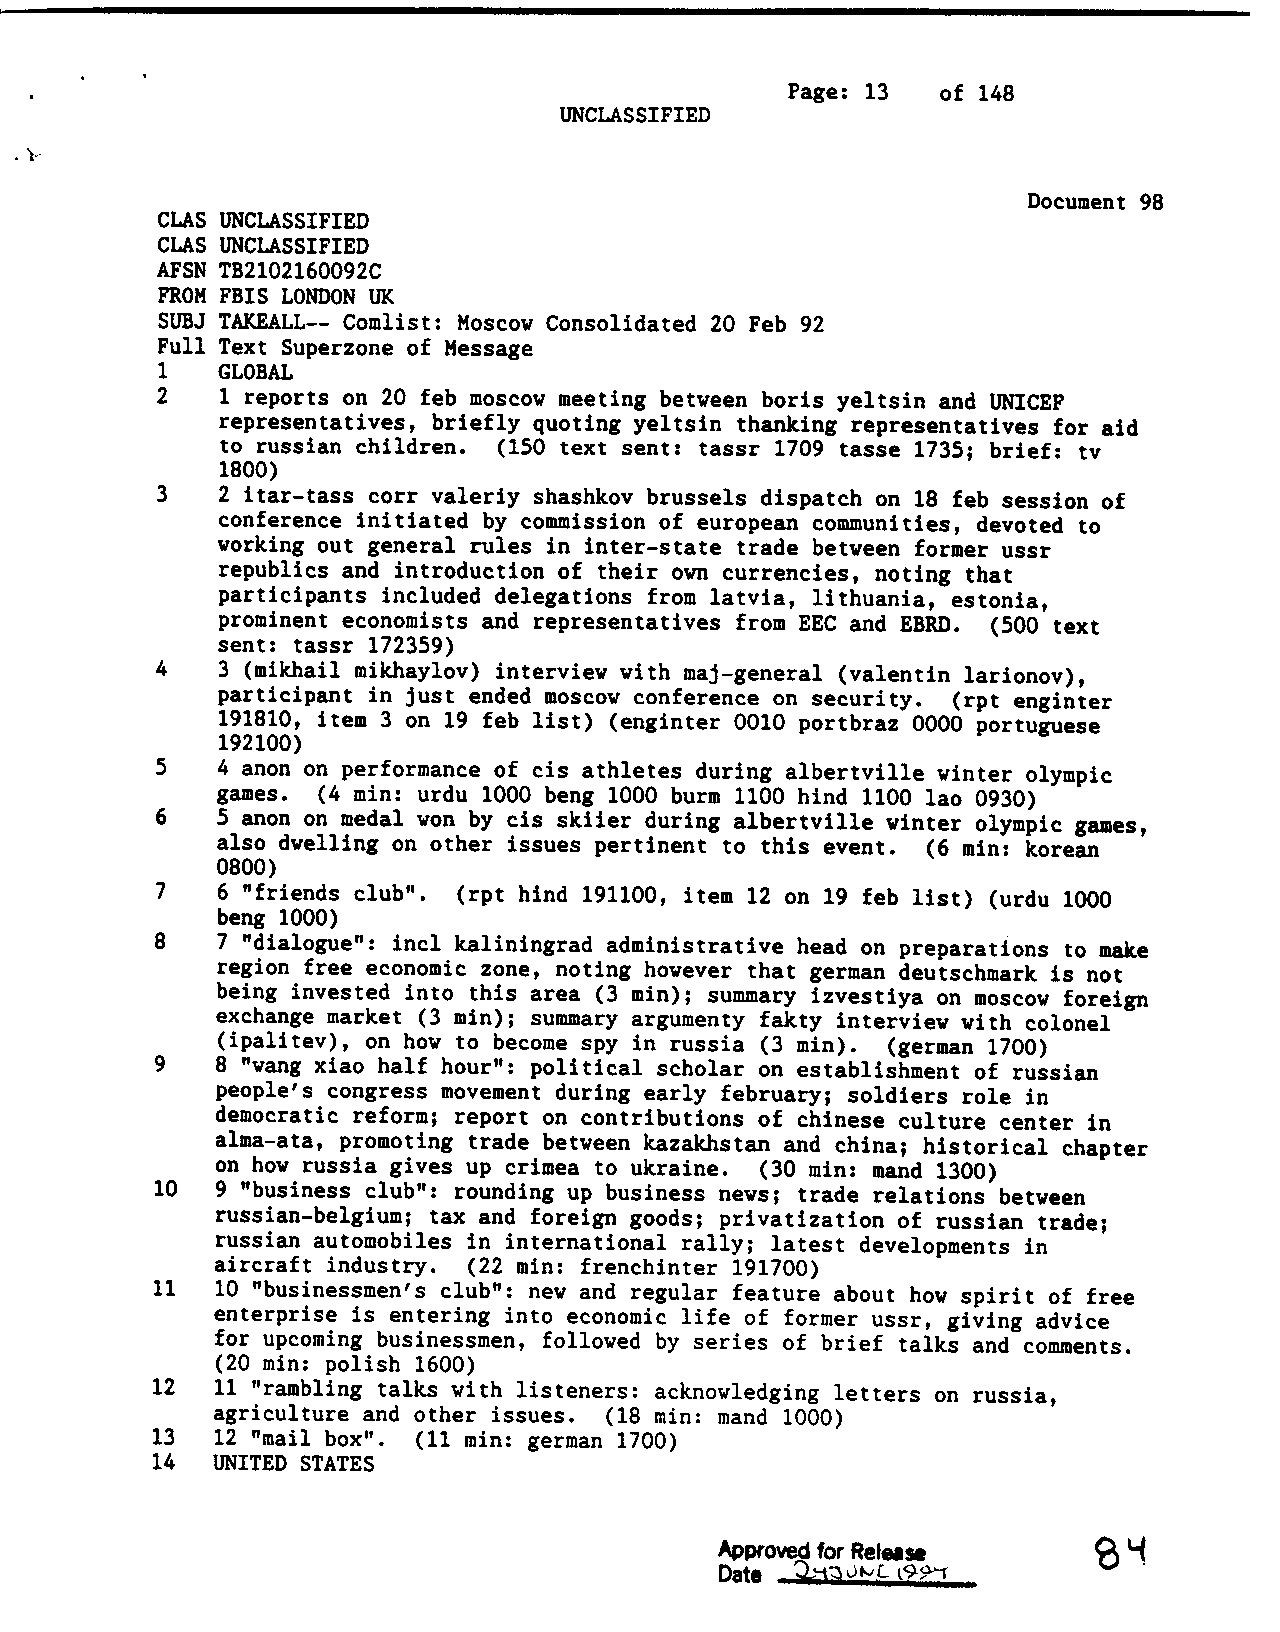 Page: 13 of 148
UNCLASSIFIED
Document 98
CLAS UNCLASSIFIED
CLAS UNCLASSIFIED
AFSN TB2102160092C
FROM FBIS LONDON UK
SUBJ TAKEALL-- Comlist: Moscow Consolidated 20 Feb 92
Full Text Superzone of Message
1 GLOBAL
2 1 reports on 20 feb moscow meeting between boris yeltsin and UNICEF
representatives, briefly quoting yeltsin thanking representatives for aid
to russian children. (150 text sent: tassr 1709 tasse 1735; brief: tv
1800)
3 2 itar-tass corr valeriy shashkov brussels dispatch on 18 feb session of
conference initiated by commission of european communities, devoted to
working out general rules in inter-state trade between former ussr
republics and introduction of their own currencies, noting that
participants included delegations from latvia, lithuania, estonia,
prominent economists and representatives from EEC and EBRD. (500 text
sent: tassr 172359)
4 3 (mikhail mikhaylov) interview with maj-general (valentin larionov),
participant in just ended moscow conference on security. (rpt enginter
191810, item 3 on 19 feb list) (enginter 0010 portbraz 0000 portuguese
192100)
5 4 anon on performance of cis athletes during albertville winter olympic
games. (4 min: urdu 1000 beng 1000 burm 1100 hind 1100 lao 0930)
6 5 anon on medal won by cis skiier during albertville winter olympic games,
also dwelling on other issues pertinent to this event. (6 min: korean
0800)
7 6 "friends club". (rpt hind 191100, item 12 on 19 feb list) (urdu 1000
beng 1000)
8 7 "dialogue": incl kaliningrad administrative head on preparations to make
region free economic zone, noting however that german deutschmark is not
being invested into this area (3 min); summary izvestiya on moscow foreign
exchange market (3 min); summary argumenty fakty interview with colonel
(ipalitev), on how to become spy in russia (3 min). (german 1700)
9 8 "wang xiao half hour": political scholar on establishment of russian
people's congress movement during early february; soldiers role in
democratic reform; report on contributions of chinese culture center in
alma-ata, promoting trade between kazakhstan and china; historical chapter
on how russia gives up crimea to ukraine. (30 min: mand 1300)
10 9 "business club": rounding up business news; trade relations between
russian-belgium; tax and foreign goods; privatization of russian trade;
russian automobiles in international rally; latest developments in
aircraft industry. (22 min: frenchinter 191700)
11 10 "businessmen's club": new and regular feature about how spirit of free
enterprise is entering into economic life of former ussr, giving advice
for upcoming businessmen, followed by series of brief talks and comments.
(20 min: polish 1600)
12 11 "rambling talks with listeners: acknowledging letters on russia,
agriculture and other issues. (18 min: mand 1000)
13 12 "mail box". (11 min: german 1700)
14 UNITED STATES
Approved for Release
Date
84